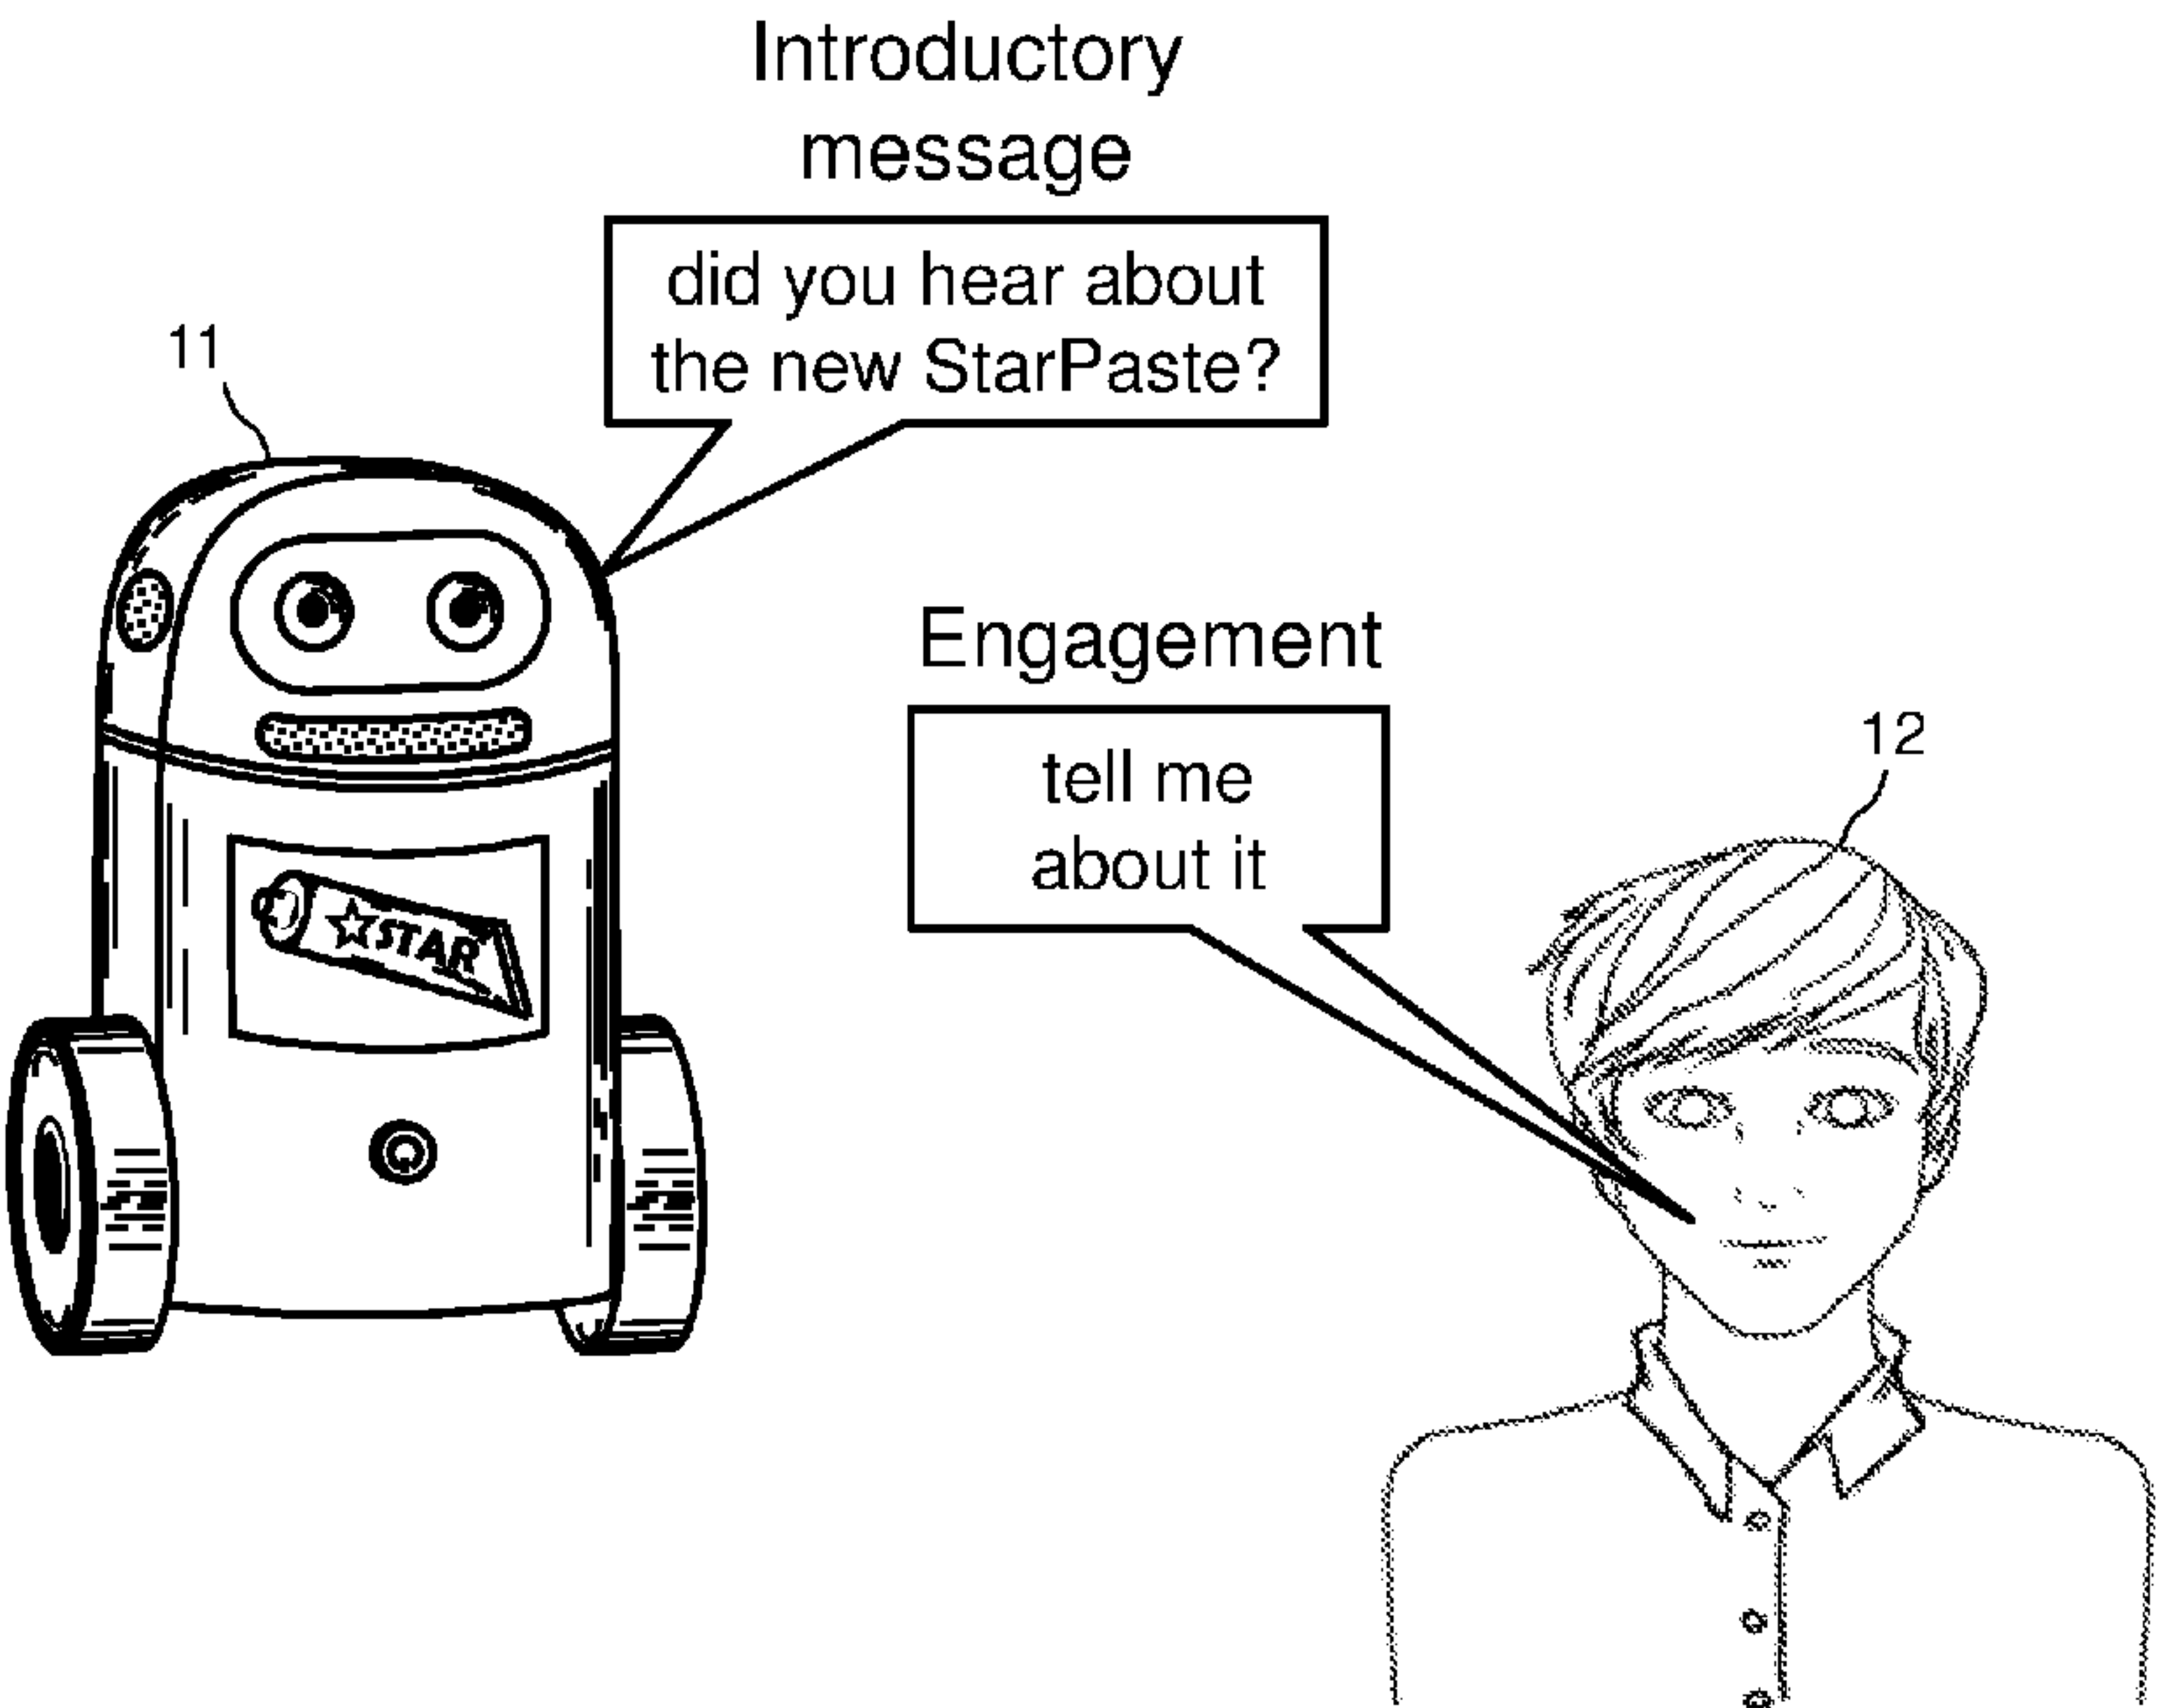 Introductory
message
did you hear about
the new StarPaste?
11
Engagement
tell me
about it
12
☆STAR